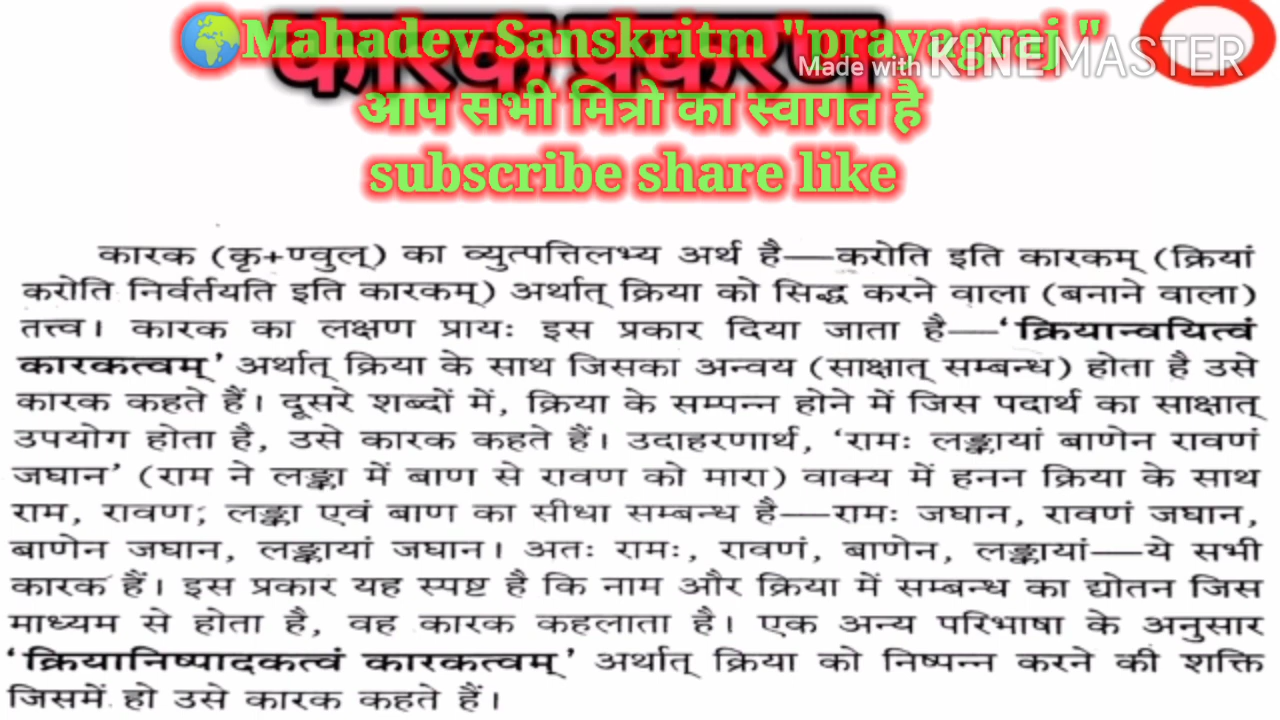 🌍Mahadev Sanskritm "prayagraj "
कारक प्रकरण
Made with KINEMASTER
आप सभी मित्रो का स्वागत है
subscribe share like
कारक (कृ+ण्वुल्) का व्युत्पत्तिलभ्य अर्थ है—करोति इति कारकम् (क्रियां
करोति निर्वर्तयति इति कारकम्) अर्थात् क्रिया को सिद्ध करने वाला (बनाने वाला)
तत्त्व। कारक का लक्षण प्रायः इस प्रकार दिया जाता है—‘क्रियान्वयित्वं
कारकत्वम्’ अर्थात् क्रिया के साथ जिसका अन्वय (साक्षात् सम्बन्ध) होता है उसे
कारक कहते हैं। दूसरे शब्दों में, क्रिया के सम्पन्न होने में जिस पदार्थ का साक्षात्
उपयोग होता है, उसे कारक कहते हैं। उदाहरणार्थ, ‘रामः लङ्कायां बाणेन रावणं
जघान’ (राम ने लङ्का में बाण से रावण को मारा) वाक्य में हनन क्रिया के साथ
राम, रावण; लङ्का एवं बाण का सीधा सम्बन्ध है—रामः जघान, रावणं जघान,
बाणेन जघान, लङ्कायां जघान। अतः रामः, रावणं, बाणेन, लङ्कायां—ये सभी
कारक हैं। इस प्रकार यह स्पष्ट है कि नाम और क्रिया में सम्बन्ध का द्योतन जिस
माध्यम से होता है, वह कारक कहलाता है। एक अन्य परिभाषा के अनुसार
‘क्रियानिष्पादकत्वं कारकत्वम्’ अर्थात् क्रिया को निष्पन्न करने की शक्ति
जिसमें हो उसे कारक कहते हैं।